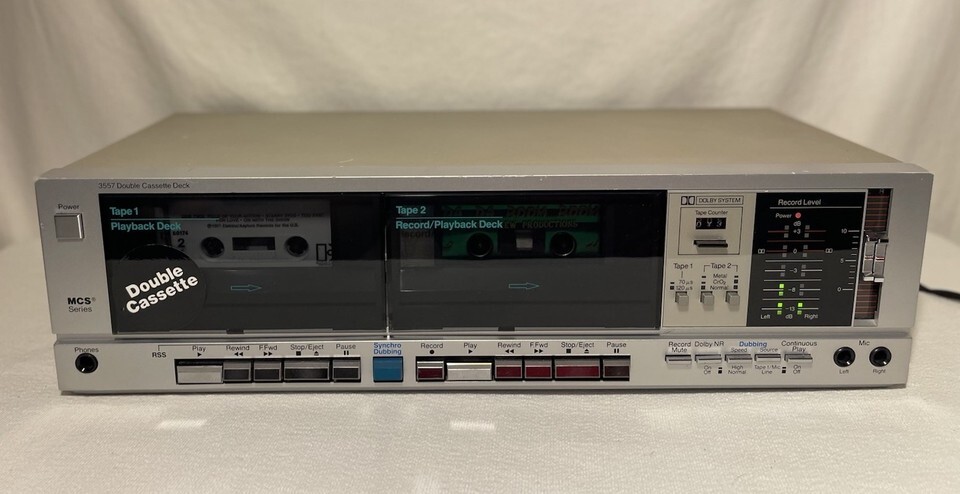 3557 Double Cassette Deck
Power
Tape 1
Playback Deck
2
Double
Cassette
MCS®
Series
Tape 2
Record/Playback Deck
PRODUCTIONS
DOLBY SYSTEM
Tape Counter
Tape 1
Tape 2
70 µs
120 µs
Metal
CrO₂
Normal
Record Level
Power
dB
+3
0
-3
-8
-13
Left dB Right
10
5
0
Phones
RSS
Play
Rewind
F.Fwd
Stop/Eject
Pause
Synchro
Dubbing
Record
Play
Rewind
F.Fwd
Stop/Eject
Pause
Record
Mute
Dolby NR
On
Off
Dubbing
Speed
High
Normal
Source
Tape 1/Mic
Line
Continuous
Play
On
Off
Mic
Left
Right